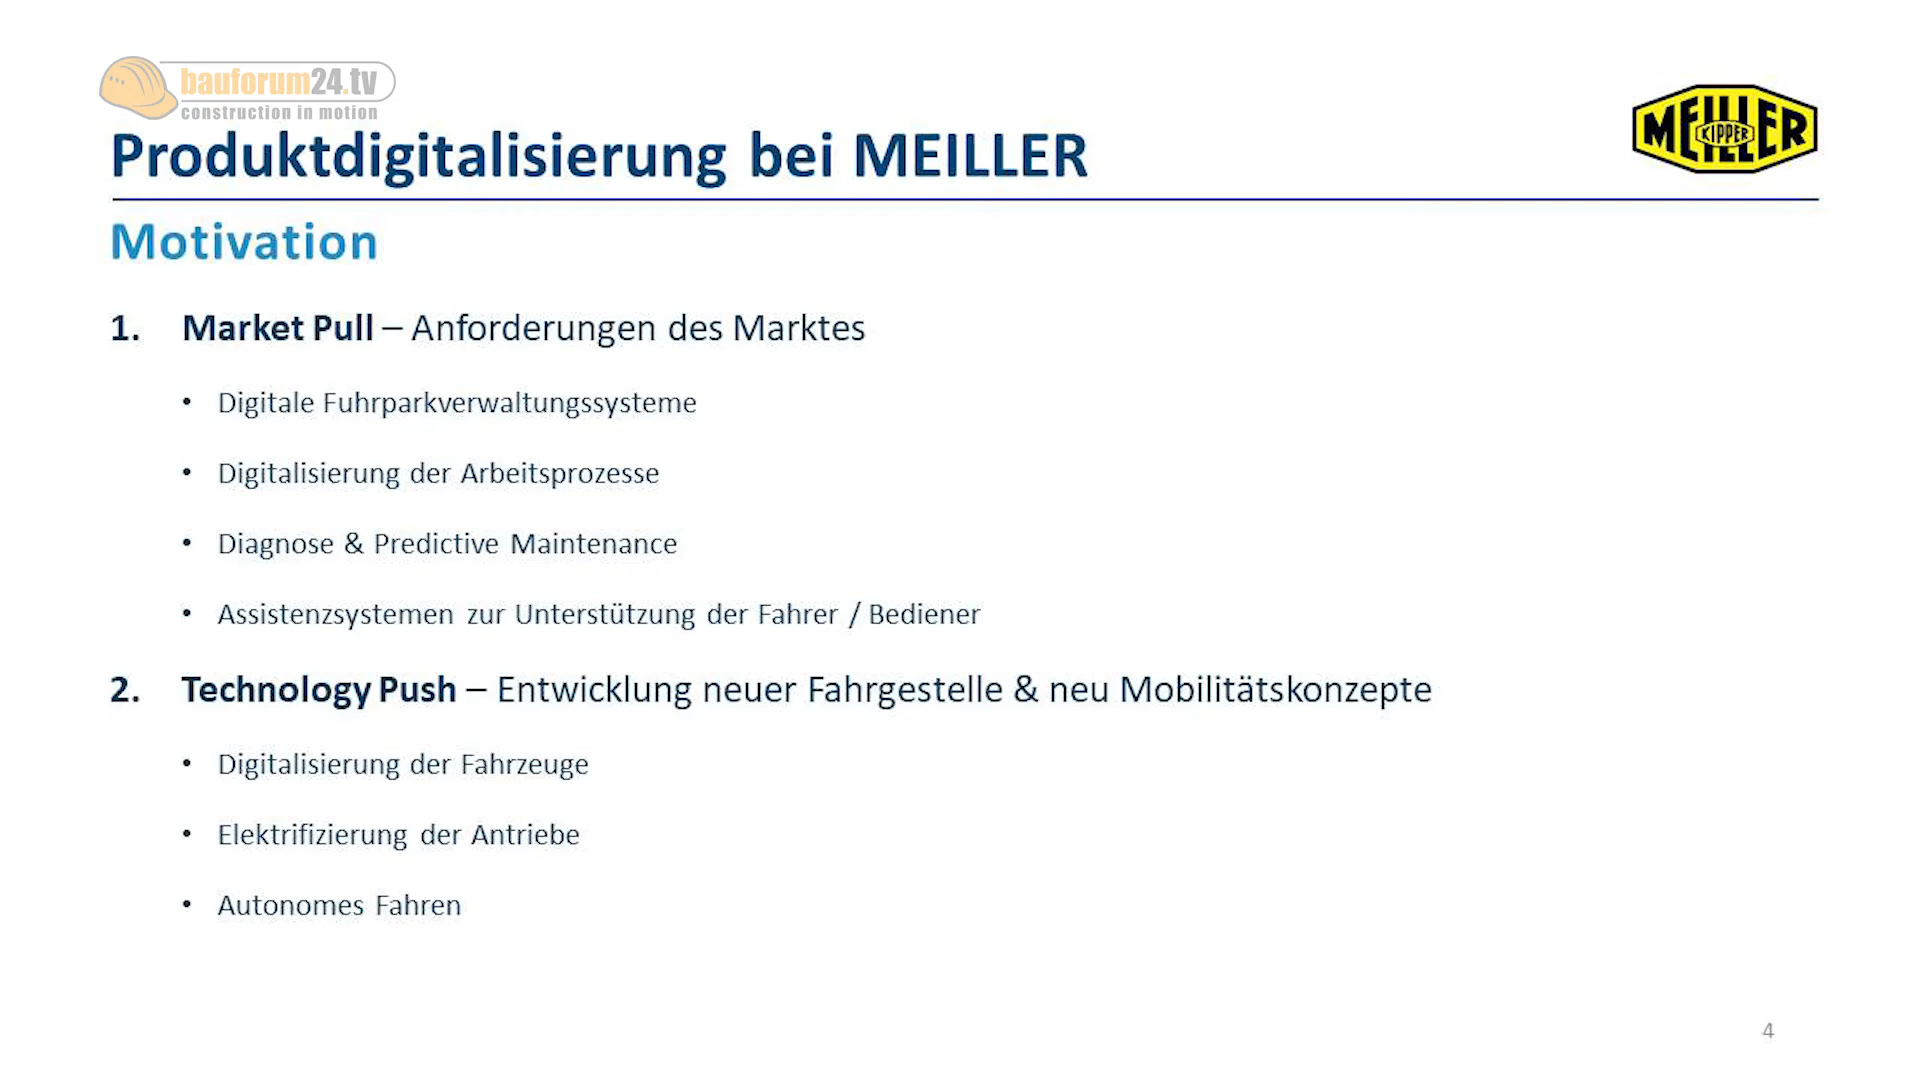 bauforum24.tv
construction in motion
Produktdigitalisierung bei MEILLER
MEILLER
KIPPER
Motivation
1. Market Pull – Anforderungen des Marktes
• Digitale Fuhrparkverwaltungssysteme
• Digitalisierung der Arbeitsprozesse
• Diagnose & Predictive Maintenance
• Assistenzsystemen zur Unterstützung der Fahrer / Bediener
2. Technology Push – Entwicklung neuer Fahrgestelle & neu Mobilitätskonzepte
• Digitalisierung der Fahrzeuge
• Elektrifizierung der Antriebe
• Autonomes Fahren
4